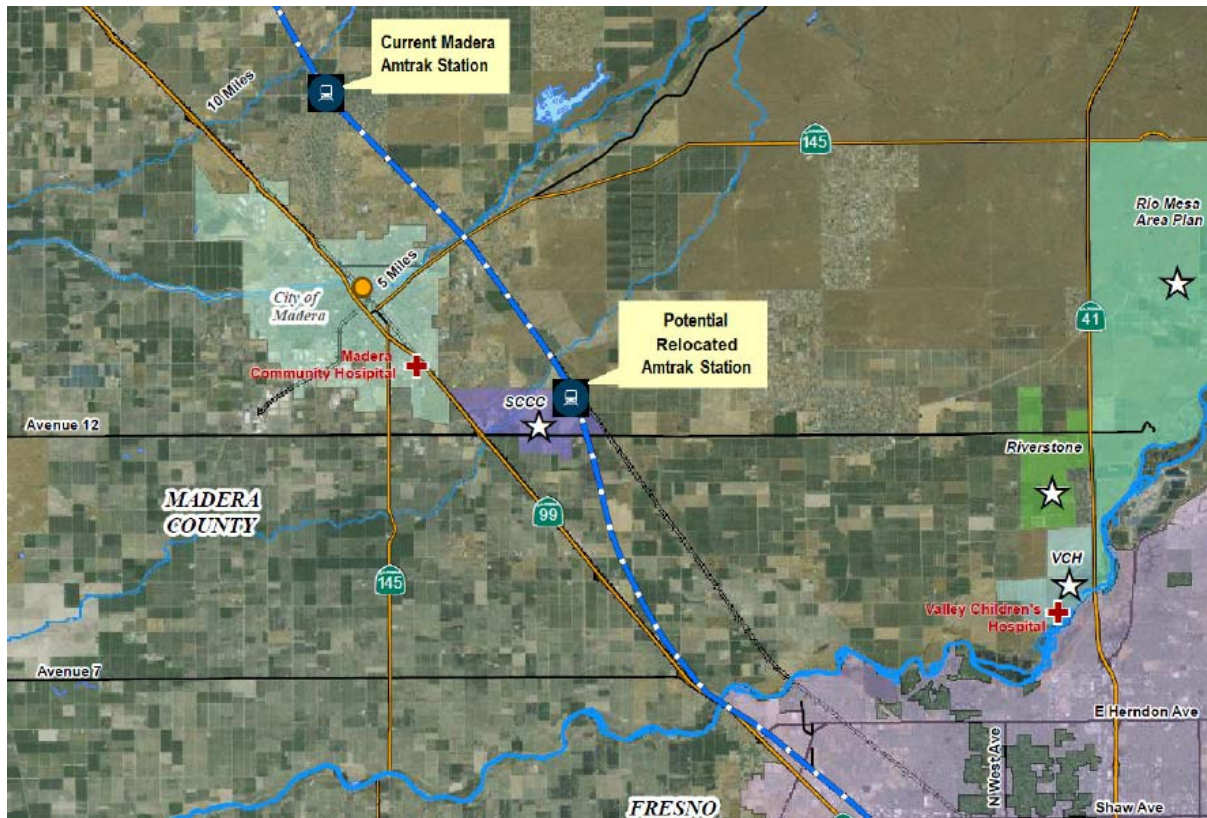 Current Madera
Amtrak Station
10 Miles
145
Rio Mesa
Area Plan
5 Miles
City of
Madera
41
Potential
Relocated
Amtrak Station
Madera
Community Hosipital
SCCC
Avenue 12
Riverstone
MADERA
COUNTY
99
VCH
145
Valley Children's
Hospital
Avenue 7
E Herndon Ave
N West Ave
FRESNO
Shaw Ave